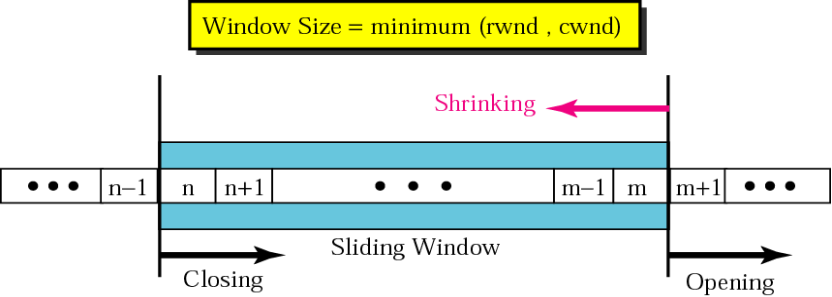 Window Size = minimum (rwnd , cwnd)
Shrinking
••• n–1 n n+1 • • • m–1 m m+1 •••
Sliding Window
Closing
Opening